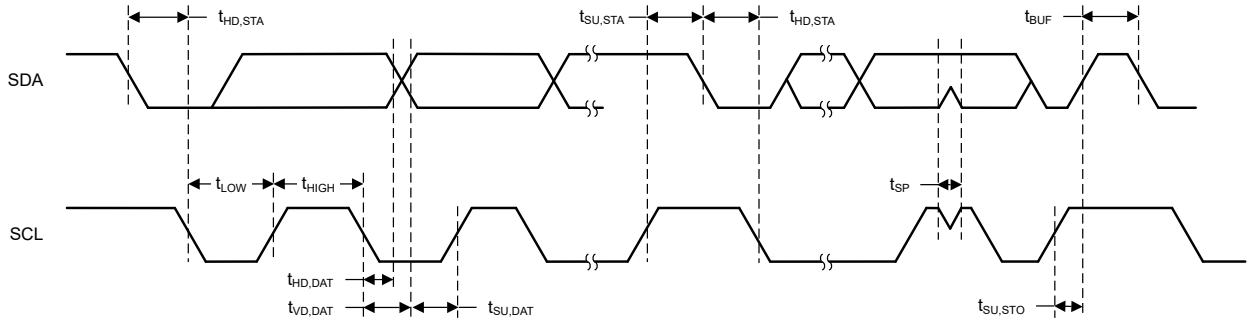 tHD,STA
tSU,STA
tHD,STA
tBUF
SDA
tLOW
tHIGH
tSP
SCL
tHD,DAT
tVD,DAT
tSU,DAT
tSU,STO